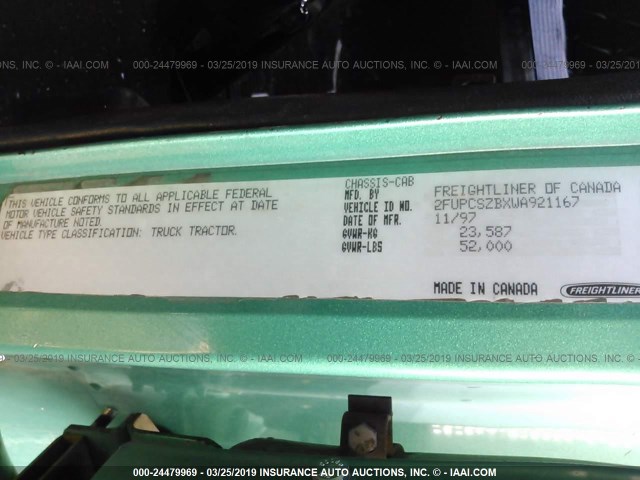 INC. - IAAI.COM 000-24479969 - 03/25/2019 INSURANCE AUTO AUCTIONS, INC. - IAAI.COM 000-24479969
THIS VEHICLE CONFORMS TO ALL APPLICABLE FEDERAL
MOTOR VEHICLE SAFETY STANDARDS IN EFFECT AT DATE
OF MANUFACTURE NOTED
VEHICLE TYPE CLASSIFICATION: TRUCK TRACTOR.
CHASSIS-CAB
MFD. BY FREIGHTLINER OF CANADA
VEHICLE ID NO. 2FUPCSZBXWA921167
DATE OF MFR. 11/97
GVWR-KG 23,587
GVWR-LBS 52,000
MADE IN CANADA FREIGHTLINER
- 03/25/2019 INSURANCE AUTO AUCTIONS, INC. - IAAI.COM 000-24479969 - 03/25/2019 INSURANCE AUTO AUCTIONS, INC.
000-24479969 - 03/25/2019 INSURANCE AUTO AUCTIONS, INC. - IAAI.COM